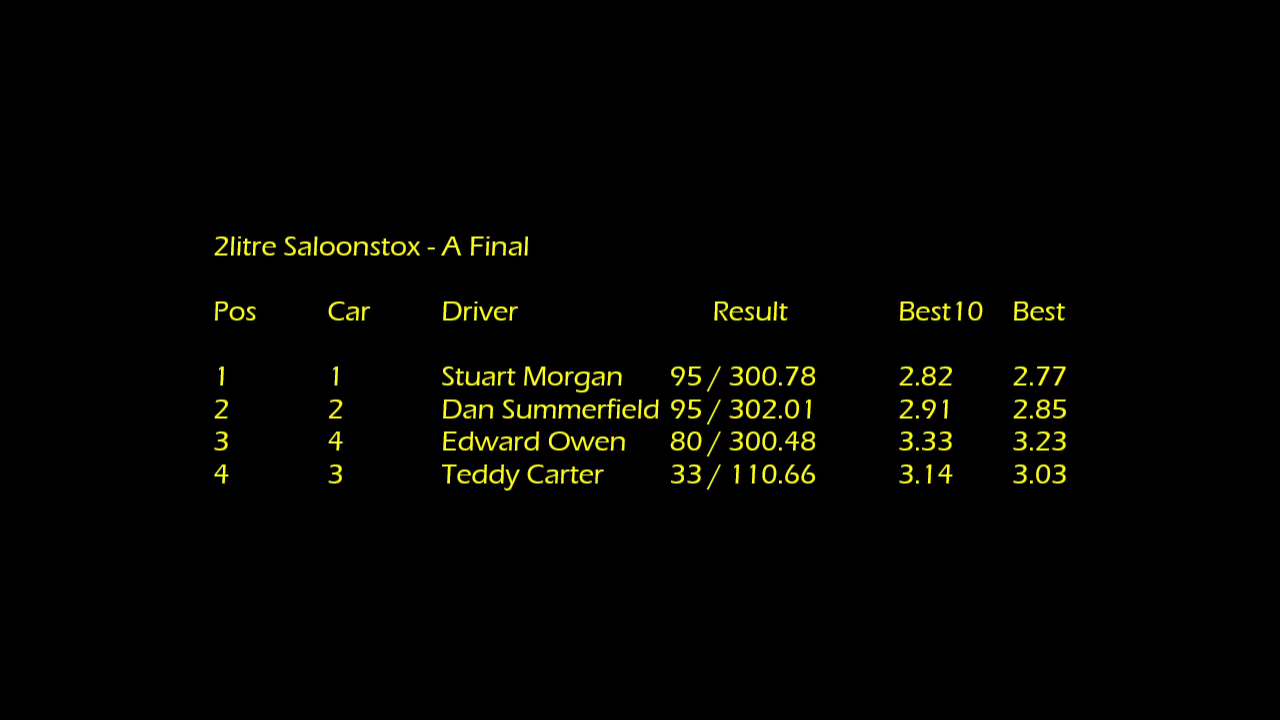 2litre Saloonstox - A Final
Pos Car Driver Result Best10 Best
1 1 Stuart Morgan 95 / 300.78 2.82 2.77
2 2 Dan Summerfield 95 / 302.01 2.91 2.85
3 4 Edward Owen 80 / 300.48 3.33 3.23
4 3 Teddy Carter 33 / 110.66 3.14 3.03